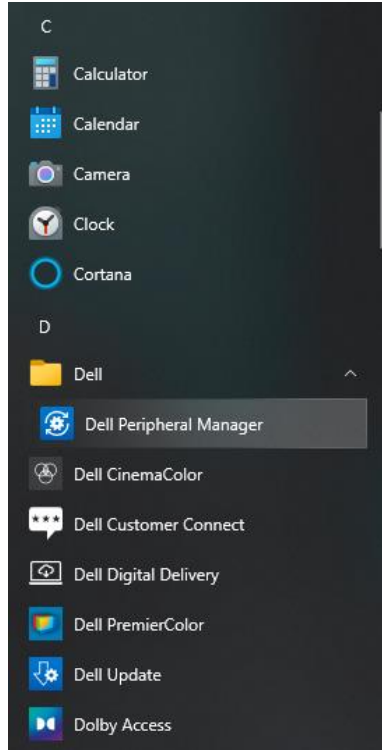 C
Calculator
Calendar
Camera
Clock
Cortana
D
Dell
Dell Peripheral Manager
Dell CinemaColor
Dell Customer Connect
Dell Digital Delivery
Dell PremierColor
Dell Update
Dolby Access